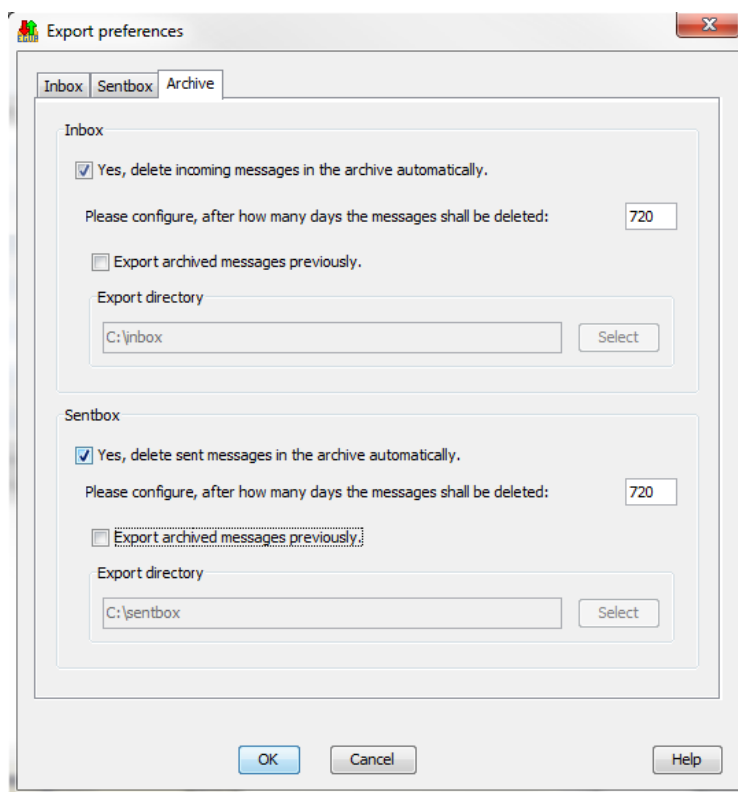 Export preferences
Inbox Sentbox Archive
Inbox
Yes, delete incoming messages in the archive automatically.
Please configure, after how many days the messages shall be deleted: 720
Export archived messages previously.
Export directory
C:\inbox Select
Sentbox
Yes, delete sent messages in the archive automatically.
Please configure, after how many days the messages shall be deleted: 720
Export archived messages previously.
Export directory
C:\sentbox Select
OK Cancel Help